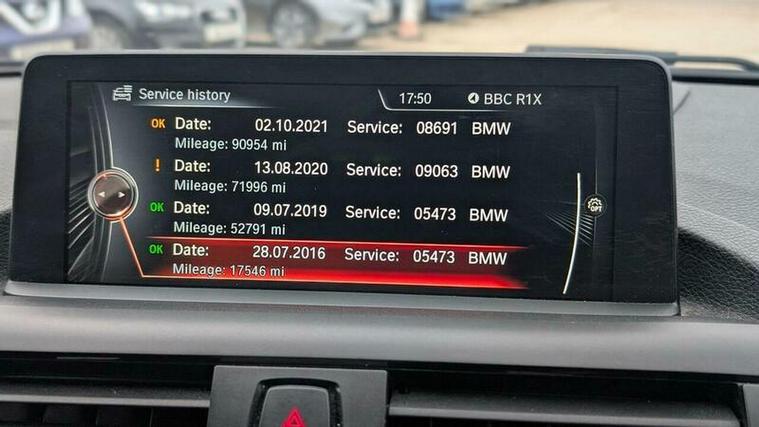 Service history 17:50 BBC R1X
OK Date: 02.10.2021 Service: 08691 BMW
Mileage: 90954 mi
! Date: 13.08.2020 Service: 09063 BMW
Mileage: 71996 mi
OK Date: 09.07.2019 Service: 05473 BMW
Mileage: 52791 mi
OK Date: 28.07.2016 Service: 05473 BMW
Mileage: 17546 mi
OPT